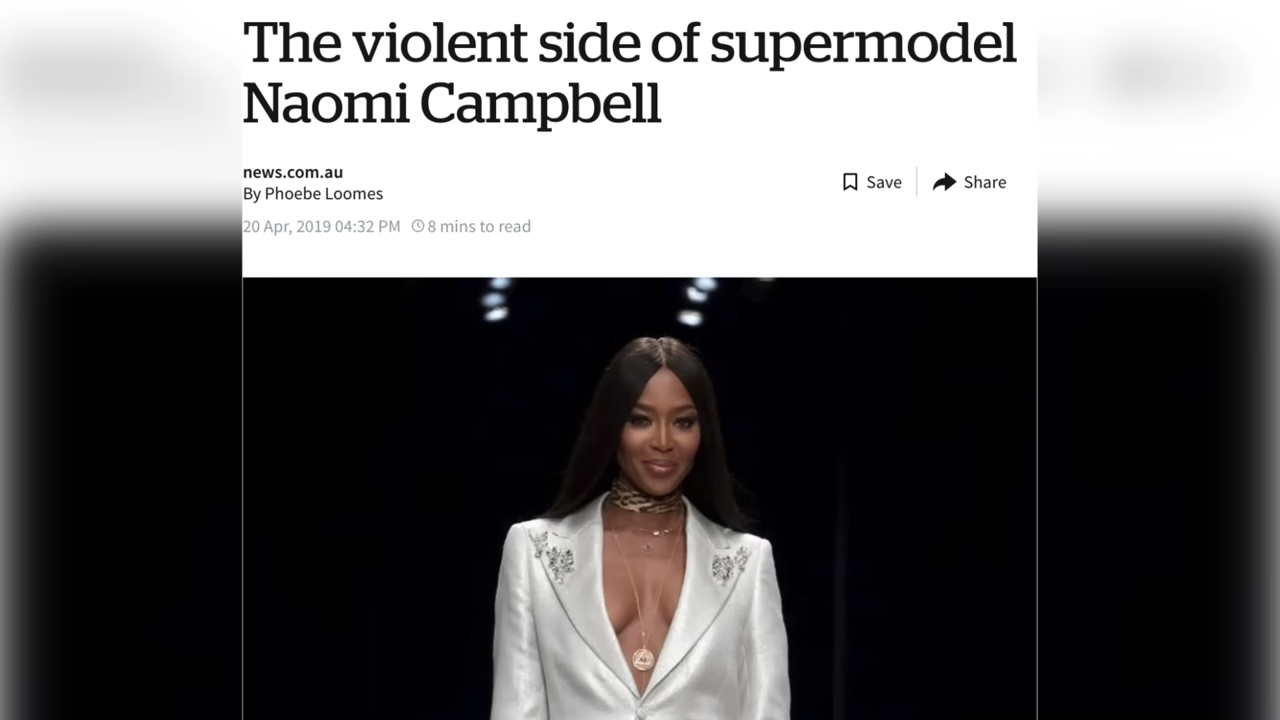 The violent side of supermodel
Naomi Campbell
news.com.au
By Phoebe Loomes
Save
Share
20 Apr, 2019 04:32 PM
8 mins to read